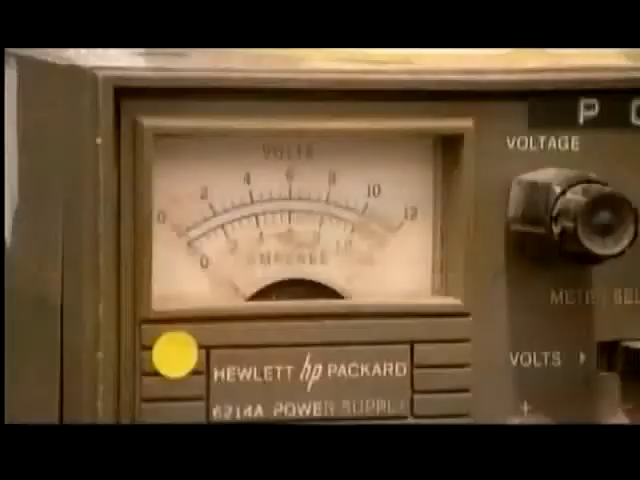 P
VOLTAGE
VOLTS
0 2 4 6 8 10 12
0
AMPERES
VOLTS
HEWLETT hp PACKARD
6214A POWER SUPPLY
+